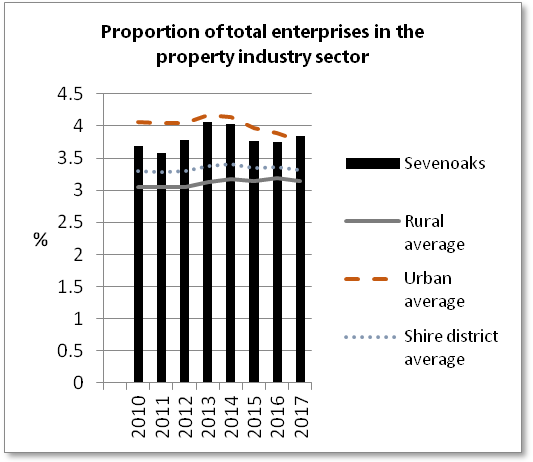 Proportion of total enterprises in the
property industry sector
4.5
4
3.5
3
2.5
2
1.5
1
0.5
0
%
2010
2011
2012
2013
2014
2015
2016
2017
Sevenoaks
Rural
average
Urban
average
Shire district
average